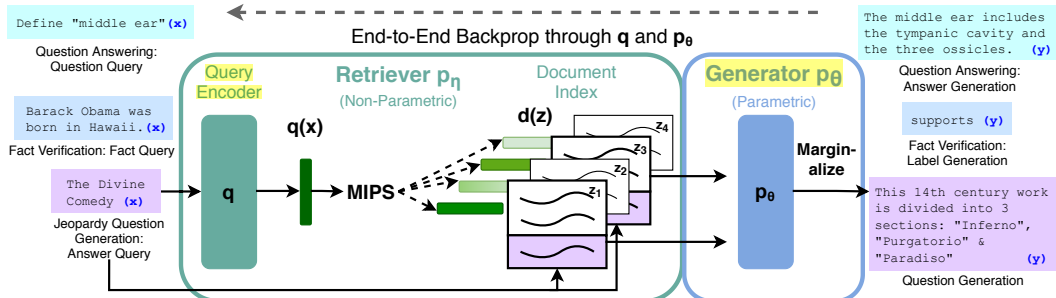 Define "middle ear" (x)
Question Answering:
Question Query
Barack Obama was
born in Hawaii. (x)
Fact Verification: Fact Query
The Divine
Comedy (x)
Jeopardy Question
Generation:
Answer Query
End-to-End Backprop through q and pθ
Query
Encoder
q
q(x)
Retriever pη
(Non-Parametric)
MIPS
d(z)
Document
Index
z4
z3
z2
z1
Generator pθ
(Parametric)
pθ
Margin-
alize
The middle ear includes
the tympanic cavity and
the three ossicles. (y)
Question Answering:
Answer Generation
supports (y)
Fact Verification:
Label Generation
This 14th century work
is divided into 3
sections: "Inferno",
"Purgatorio" &
"Paradiso" (y)
Question Generation